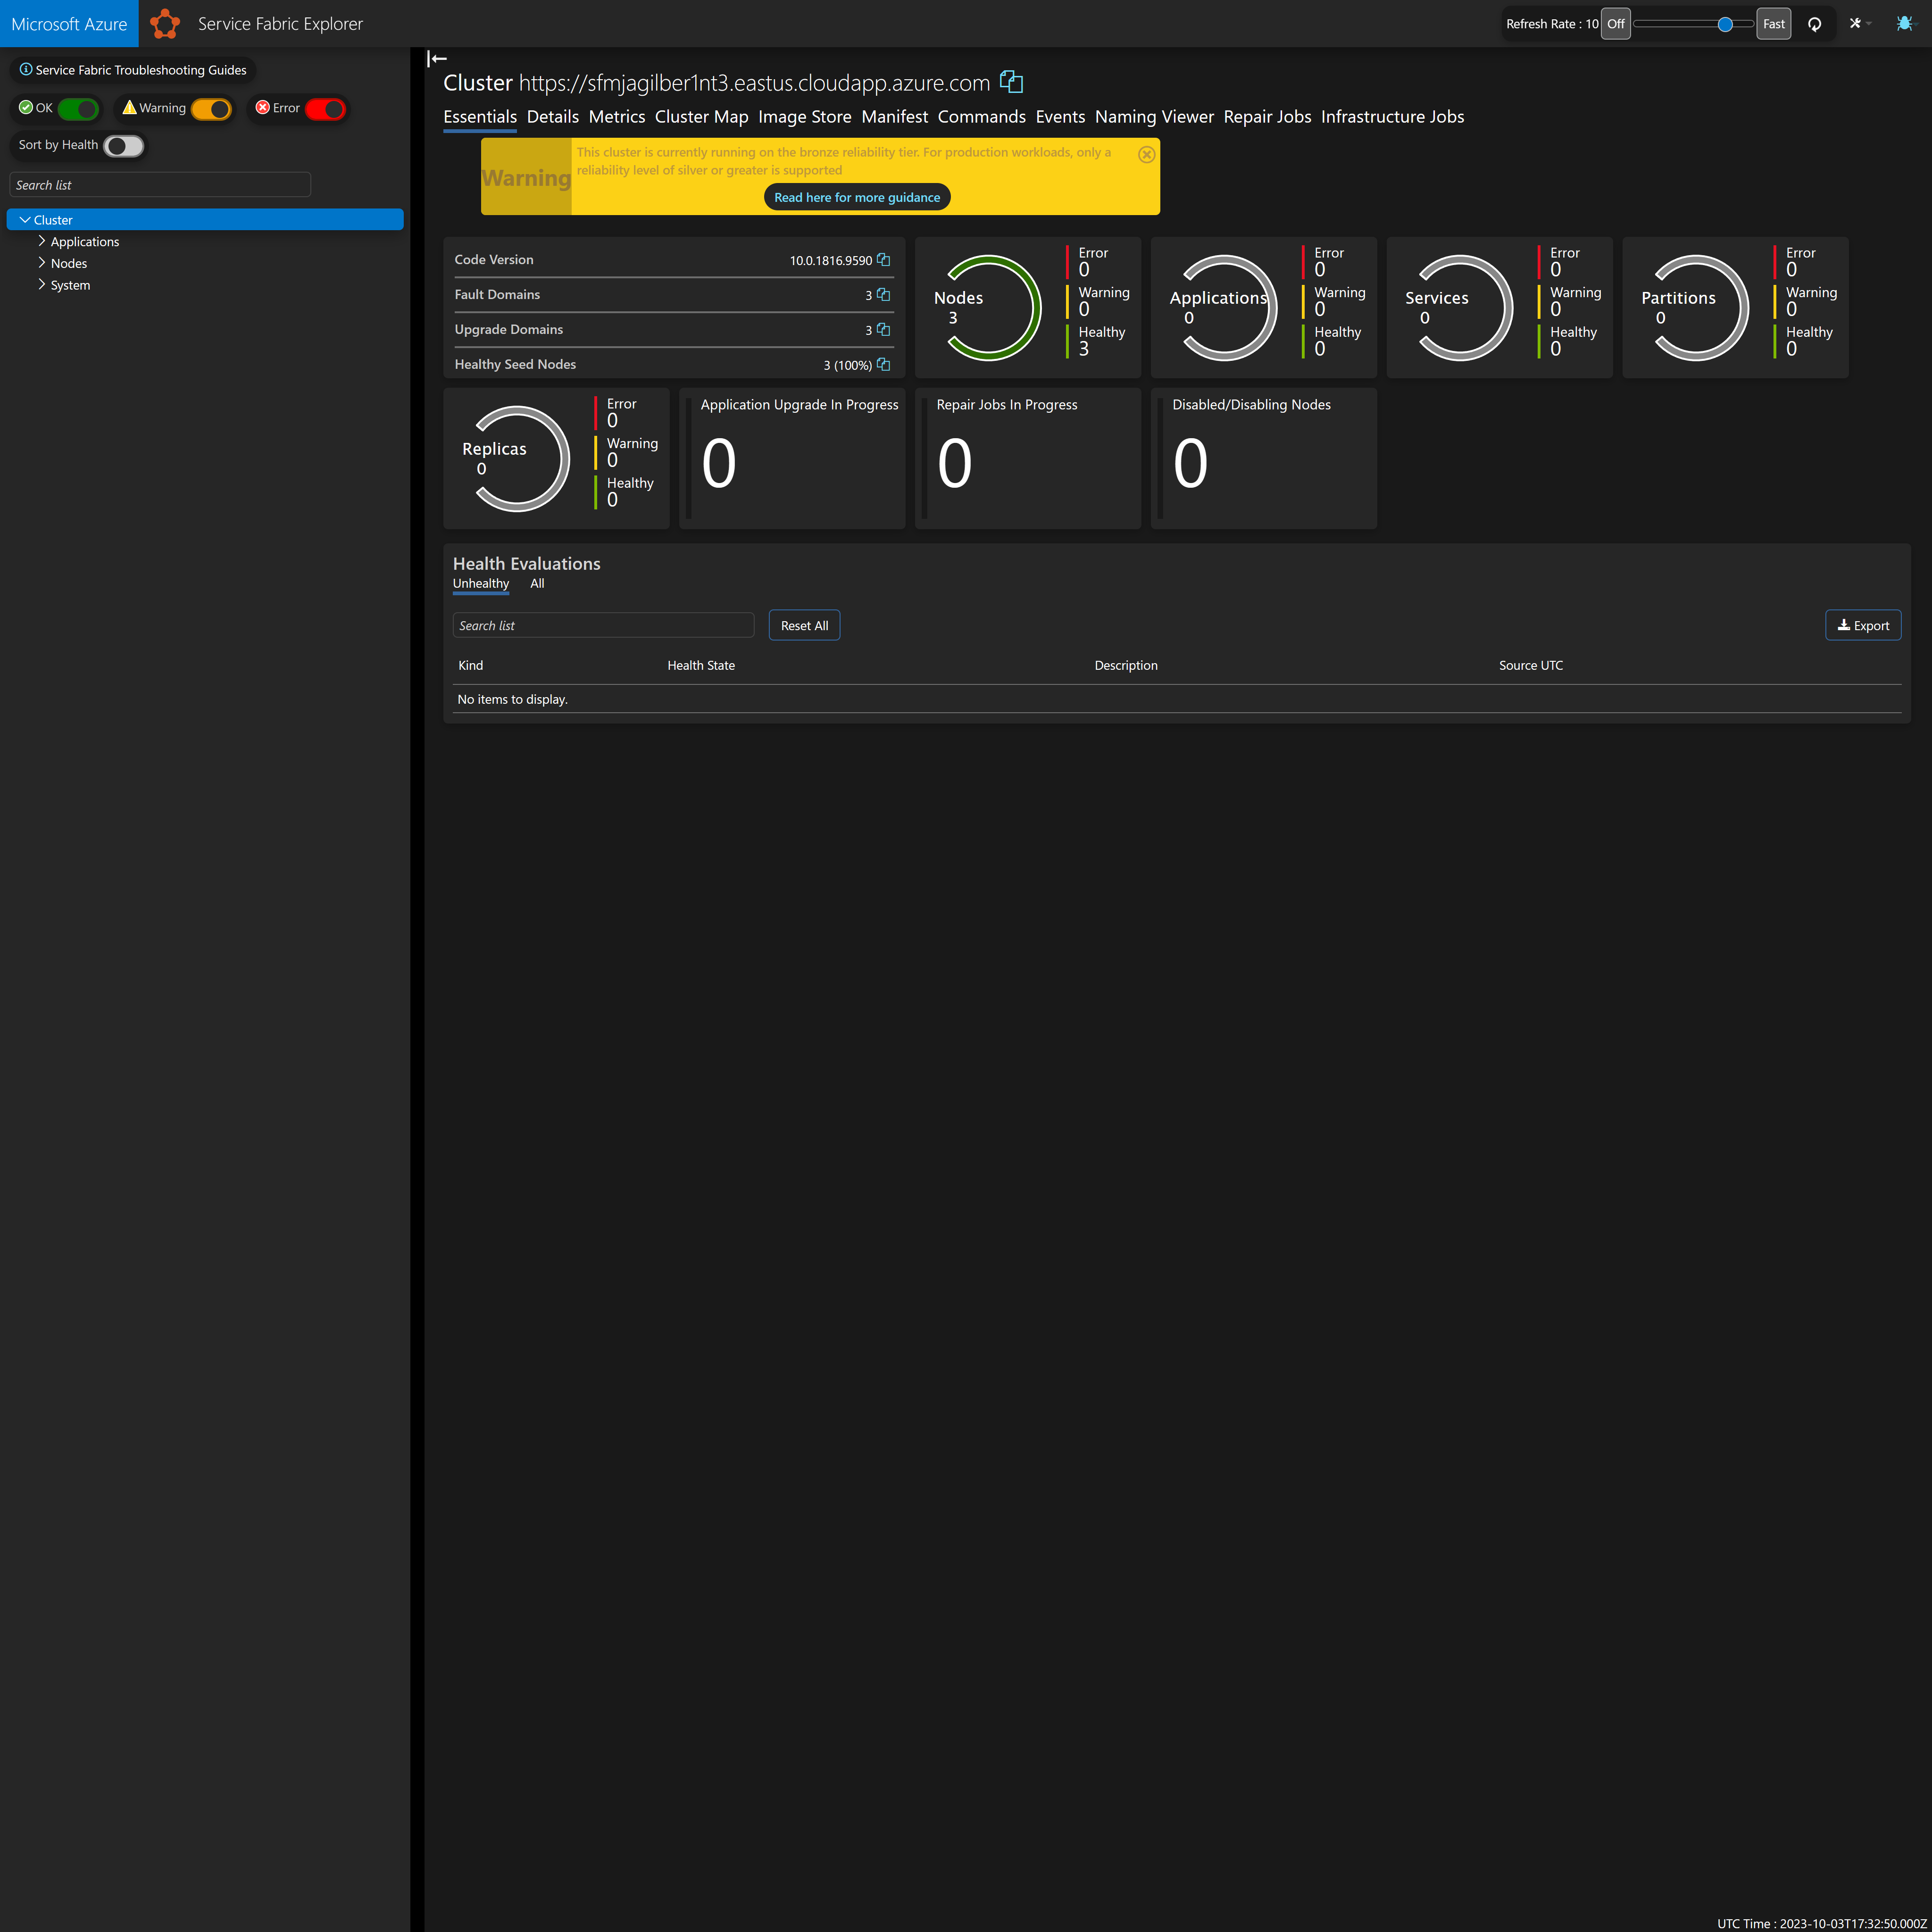 Microsoft Azure
Service Fabric Explorer
Refresh Rate : 10
Off
Fast
Service Fabric Troubleshooting Guides
OK
Warning
Error
Sort by Health
Search list
Cluster
Applications
Nodes
System
Cluster https://sfmjagilber1nt3.eastus.cloudapp.azure.com
Essentials Details Metrics Cluster Map Image Store Manifest Commands Events Naming Viewer Repair Jobs Infrastructure Jobs
Warning
This cluster is currently running on the bronze reliability tier. For production workloads, only a
reliability level of silver or greater is supported
Read here for more guidance
Code Version 10.0.1816.9590
Fault Domains 3
Upgrade Domains 3
Healthy Seed Nodes 3 (100%)
Nodes
3
Error
0
Warning
0
Healthy
3
Applications
0
Error
0
Warning
0
Healthy
0
Services
0
Error
0
Warning
0
Healthy
0
Partitions
0
Error
0
Warning
0
Healthy
0
Replicas
0
Error
0
Warning
0
Healthy
0
Application Upgrade In Progress
0
Repair Jobs In Progress
0
Disabled/Disabling Nodes
0
Health Evaluations
Unhealthy All
Search list
Reset All
Export
Kind Health State Description Source UTC
No items to display.
UTC Time : 2023-10-03T17:32:50.000Z